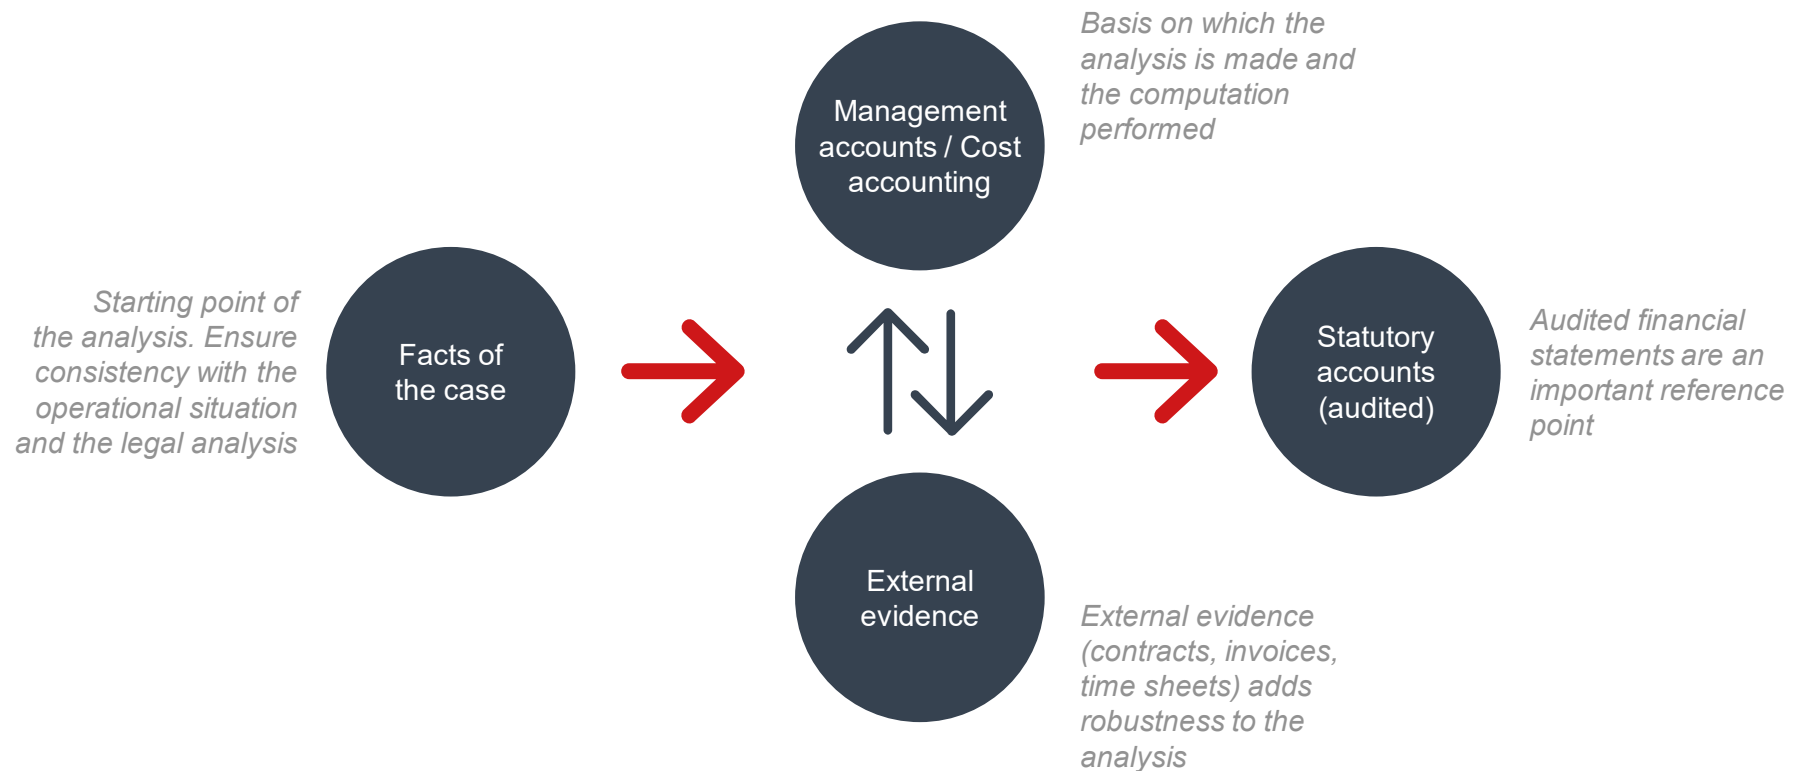 Starting point of
the analysis. Ensure
consistency with the
operational situation
and the legal analysis
Facts of
the case
Management
accounts / Cost
accounting
Basis on which the
analysis is made and
the computation
performed
External
evidence
External evidence
(contracts, invoices,
time sheets) adds
robustness to the
analysis
Statutory
accounts
(audited)
Audited financial
statements are an
important reference
point